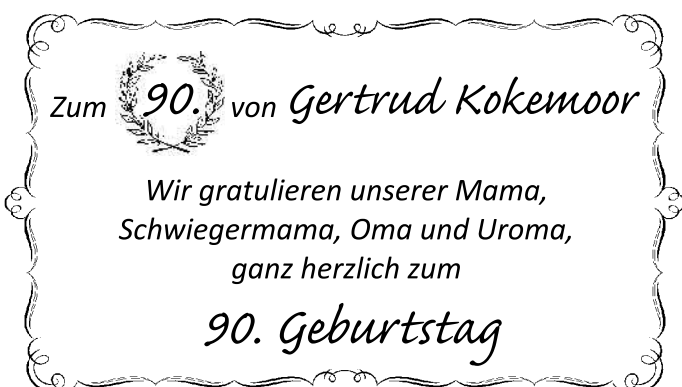 Zum 90. von Gertrud Kokemoor
Wir gratulieren unserer Mama,
Schwiegermama, Oma und Uroma,
ganz herzlich zum
90. Geburtstag